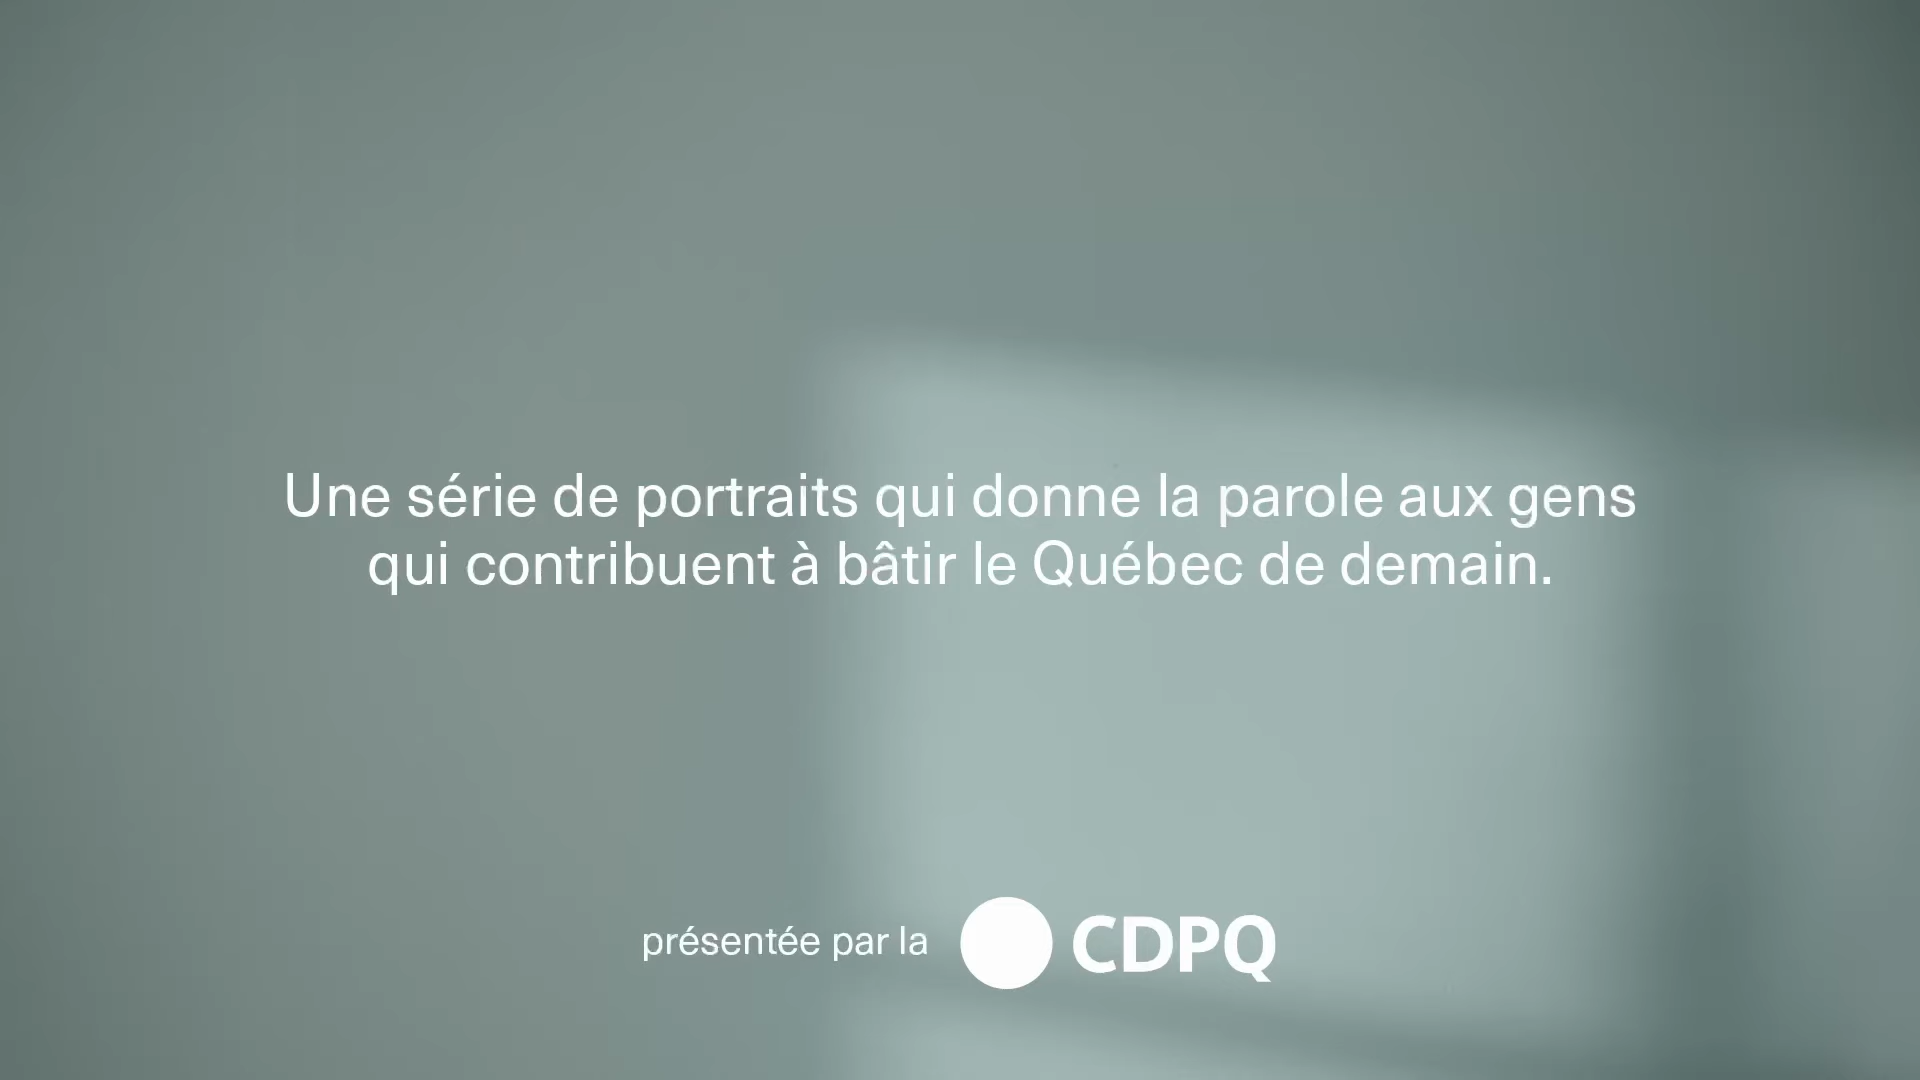 Une série de portraits qui donne la parole aux gens
qui contribuent à bâtir le Québec de demain.
présentée par la CDPQ